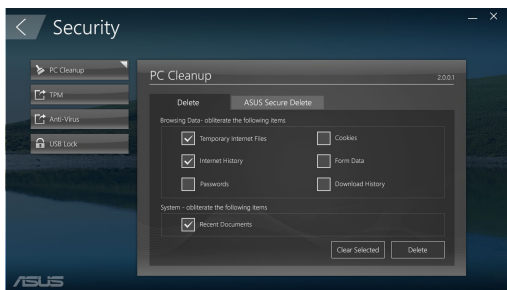 Security
PC Cleanup
TPM
Anti-Virus
USB Lock
PC Cleanup 2.0.0.1
Delete ASUS Secure Delete
Browsing Data- obliterate the following items
Temporary Internet Files Cookies
Internet History Form Data
Passwords Download History
System - obliterate the following items
Recent Documents
Clear Selected Delete
ASUS